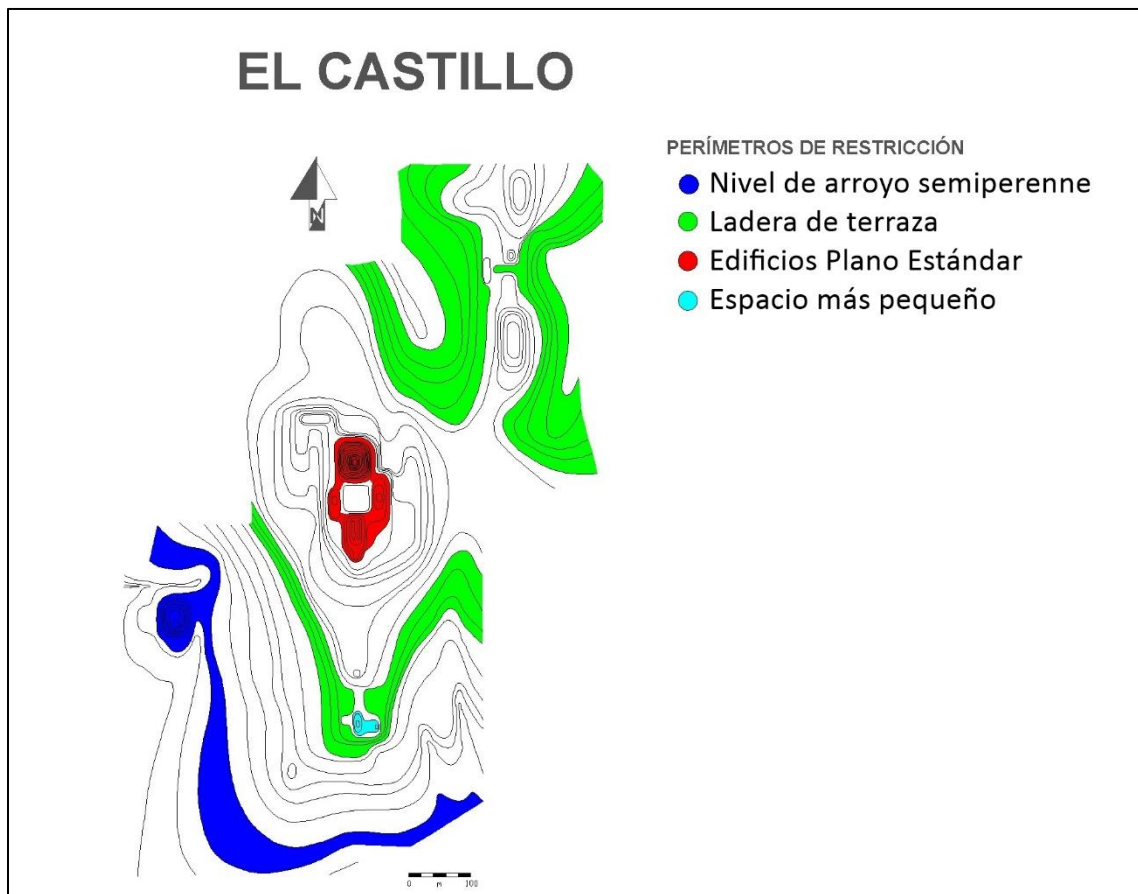 EL CASTILLO
PERÍMETROS DE RESTRICCIÓN
Nivel de arroyo semiperenne
Ladera de terraza
Edificios Plano Estándar
Espacio más pequeño
N
0 m 100